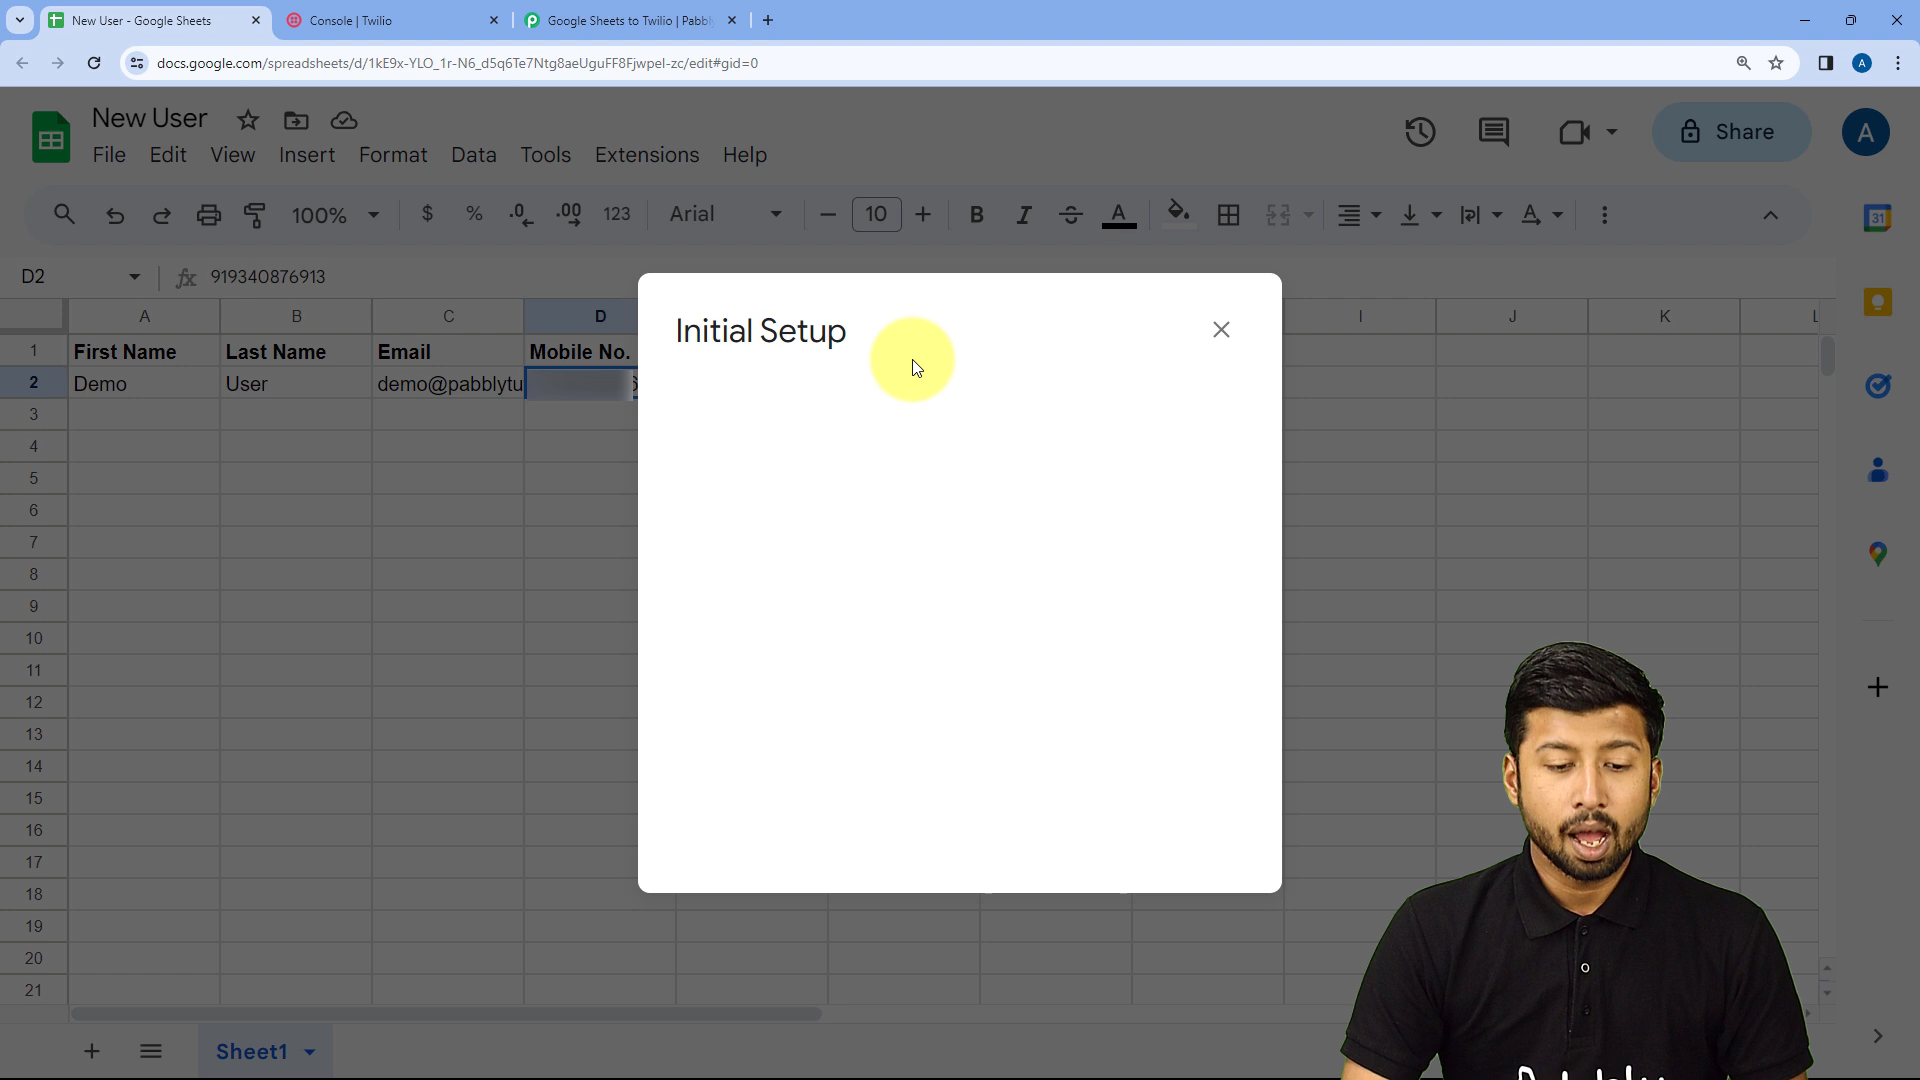 New User - Google Sheets
Console | Twilio
Google Sheets to Twilio | Pabbl
docs.google.com/spreadsheets/d/1kE9x-YLO_1r-N6_d5q6Te7Ntg8aeUguFF8Fjwpel-zc/edit#gid=0
A
New User
File Edit View Insert Format Data Tools Extensions Help
Share
A
100% $ % .0 .00 123 Arial 10 B I A A
31
D2 fx 919340876913
A B C D I J K L
1 First Name Last Name Email Mobile No.
2 Demo User demo@pabblytu
3
4
5
6
7
8
9
10
11
12
13
14
15
16
17
18
19
20
21
Initial Setup
Sheet1